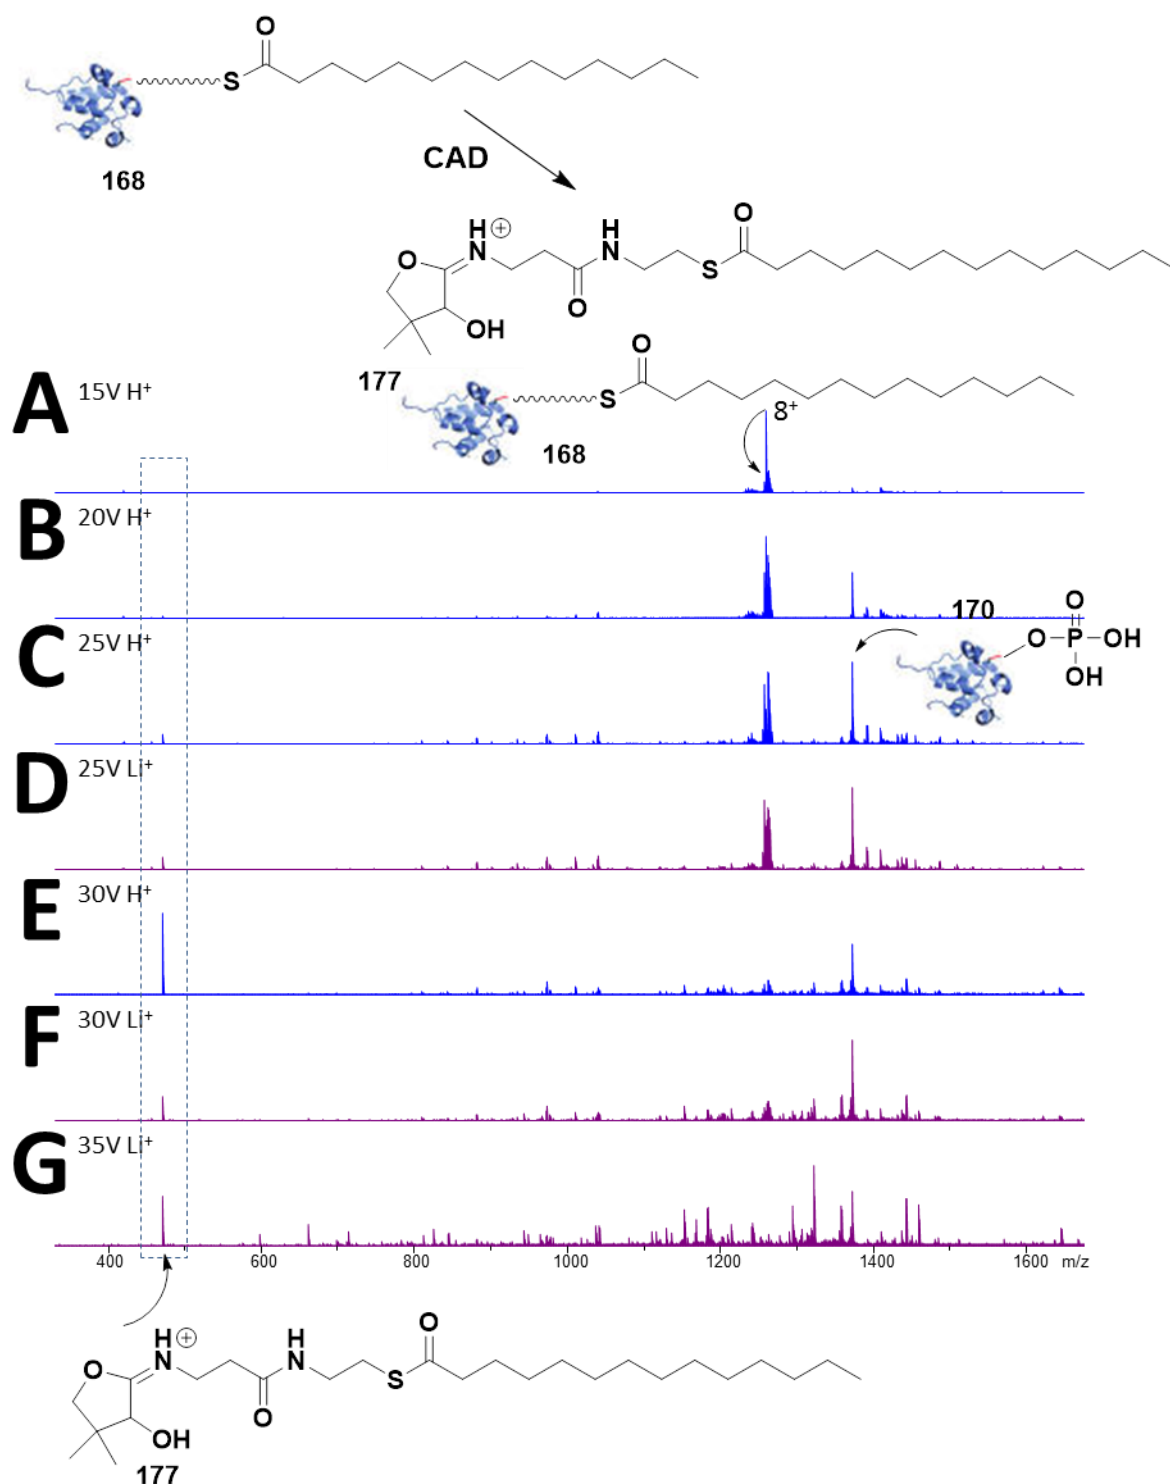 O
S
168
CAD
O
H ⊕
N
H
N
O
S
O
OH
177
O
S
168
A
15V H+
8+
B
20V H+
C
25V H+
170
O
O P OH
OH
D
25V Li+
E
30V H+
F
30V Li+
G
35V Li+
400 600 800 1000 1200 1400 1600 m/z
O
H ⊕
H
O
N
N
S
O
OH
177